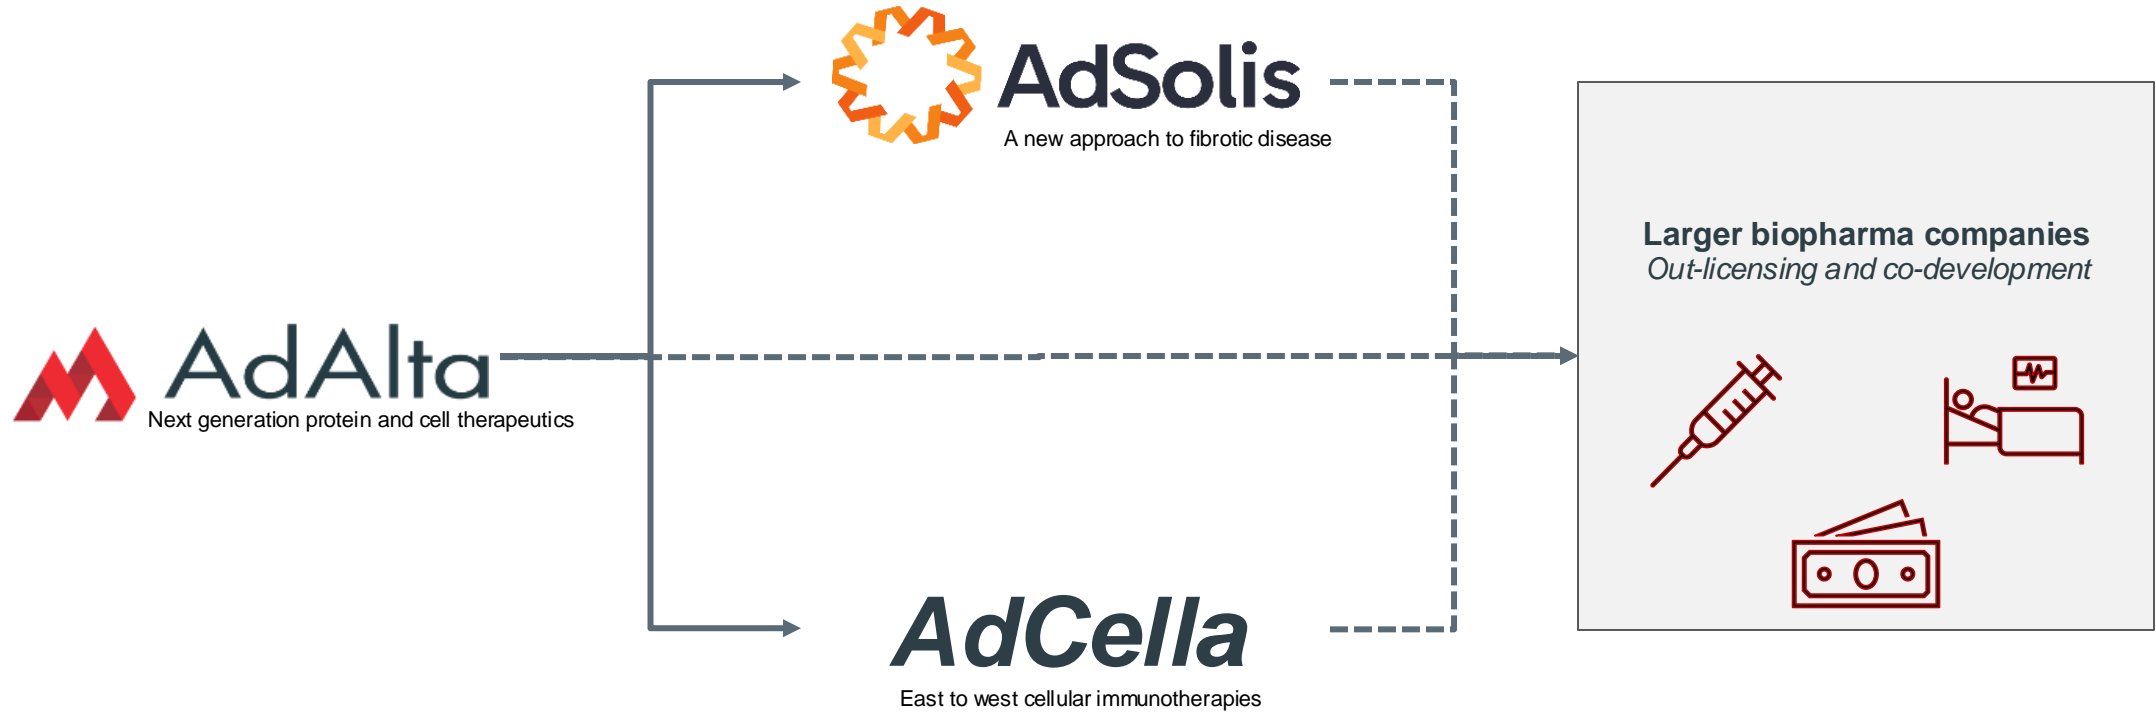 AdSolis
A new approach to fibrotic disease
Larger biopharma companies
Out-licensing and co-development
AdAlta
Next generation protein and cell therapeutics
AdCella
East to west cellular immunotherapies